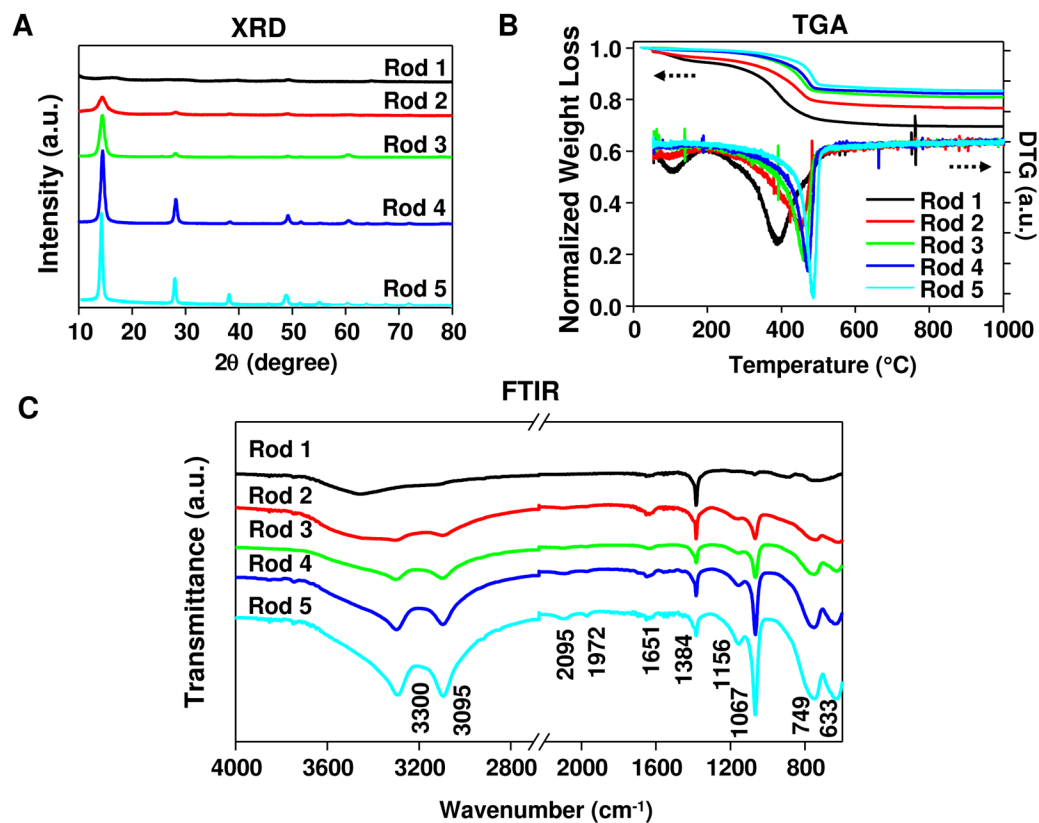 A
XRD
Intensity (a.u.)
Rod 1
Rod 2
Rod 3
Rod 4
Rod 5
10 20 30 40 50 60 70 80
2θ (degree)
B
TGA
Normalized Weight Loss
1.0
0.8
0.6
0.4
0.2
0.0
DTG (a.u.)
Rod 1
Rod 2
Rod 3
Rod 4
Rod 5
0 200 400 600 800 1000
Temperature (°C)
C
FTIR
Transmittance (a.u.)
Rod 1
Rod 2
Rod 3
Rod 4
Rod 5
3300
3095
2095
1972
1651
1384
1156
1067
749
633
4000 3600 3200 2800 2000 1600 1200 800
Wavenumber (cm-1)